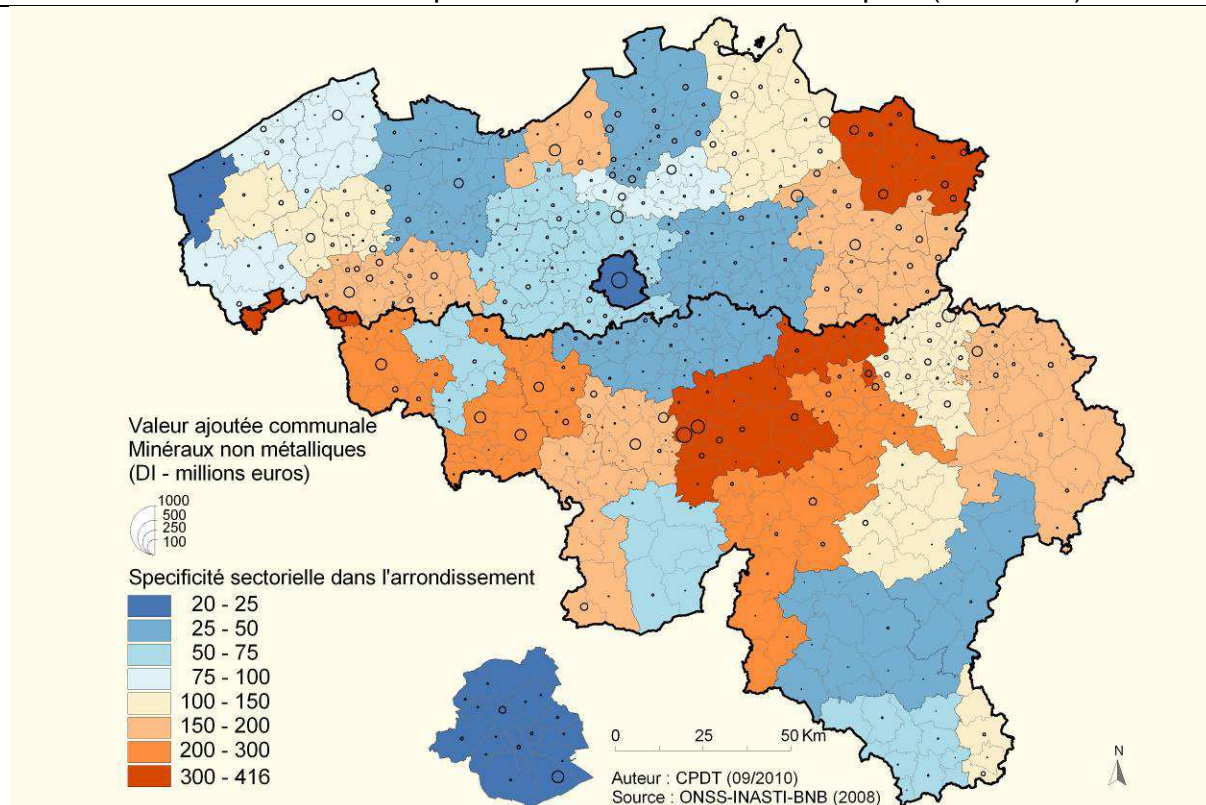 Valeur ajoutée communale
Minéraux non métalliques
(DI - millions euros)
1000
500
250
100
Specificité sectorielle dans l'arrondissement
20 - 25
25 - 50
50 - 75
75 - 100
100 - 150
150 - 200
200 - 300
300 - 416
0 25 50 Km
Auteur : CPDT (09/2010)
Source : ONSS-INASTI-BNB (2008)
N